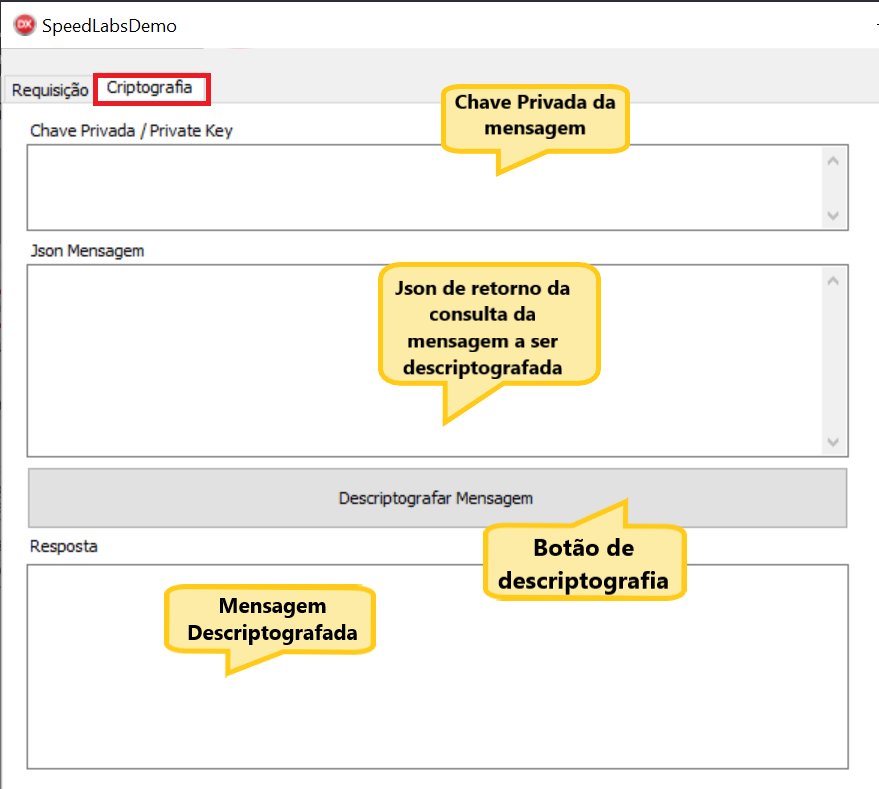 DX SpeedLabsDemo
Requisição Criptografia
Chave Privada da
mensagem
Chave Privada / Private Key
Json Mensagem
Json de retorno da
consulta da
mensagem a ser
descriptografada
Descriptografar Mensagem
Botão de
descriptografia
Resposta
Mensagem
Descriptografada